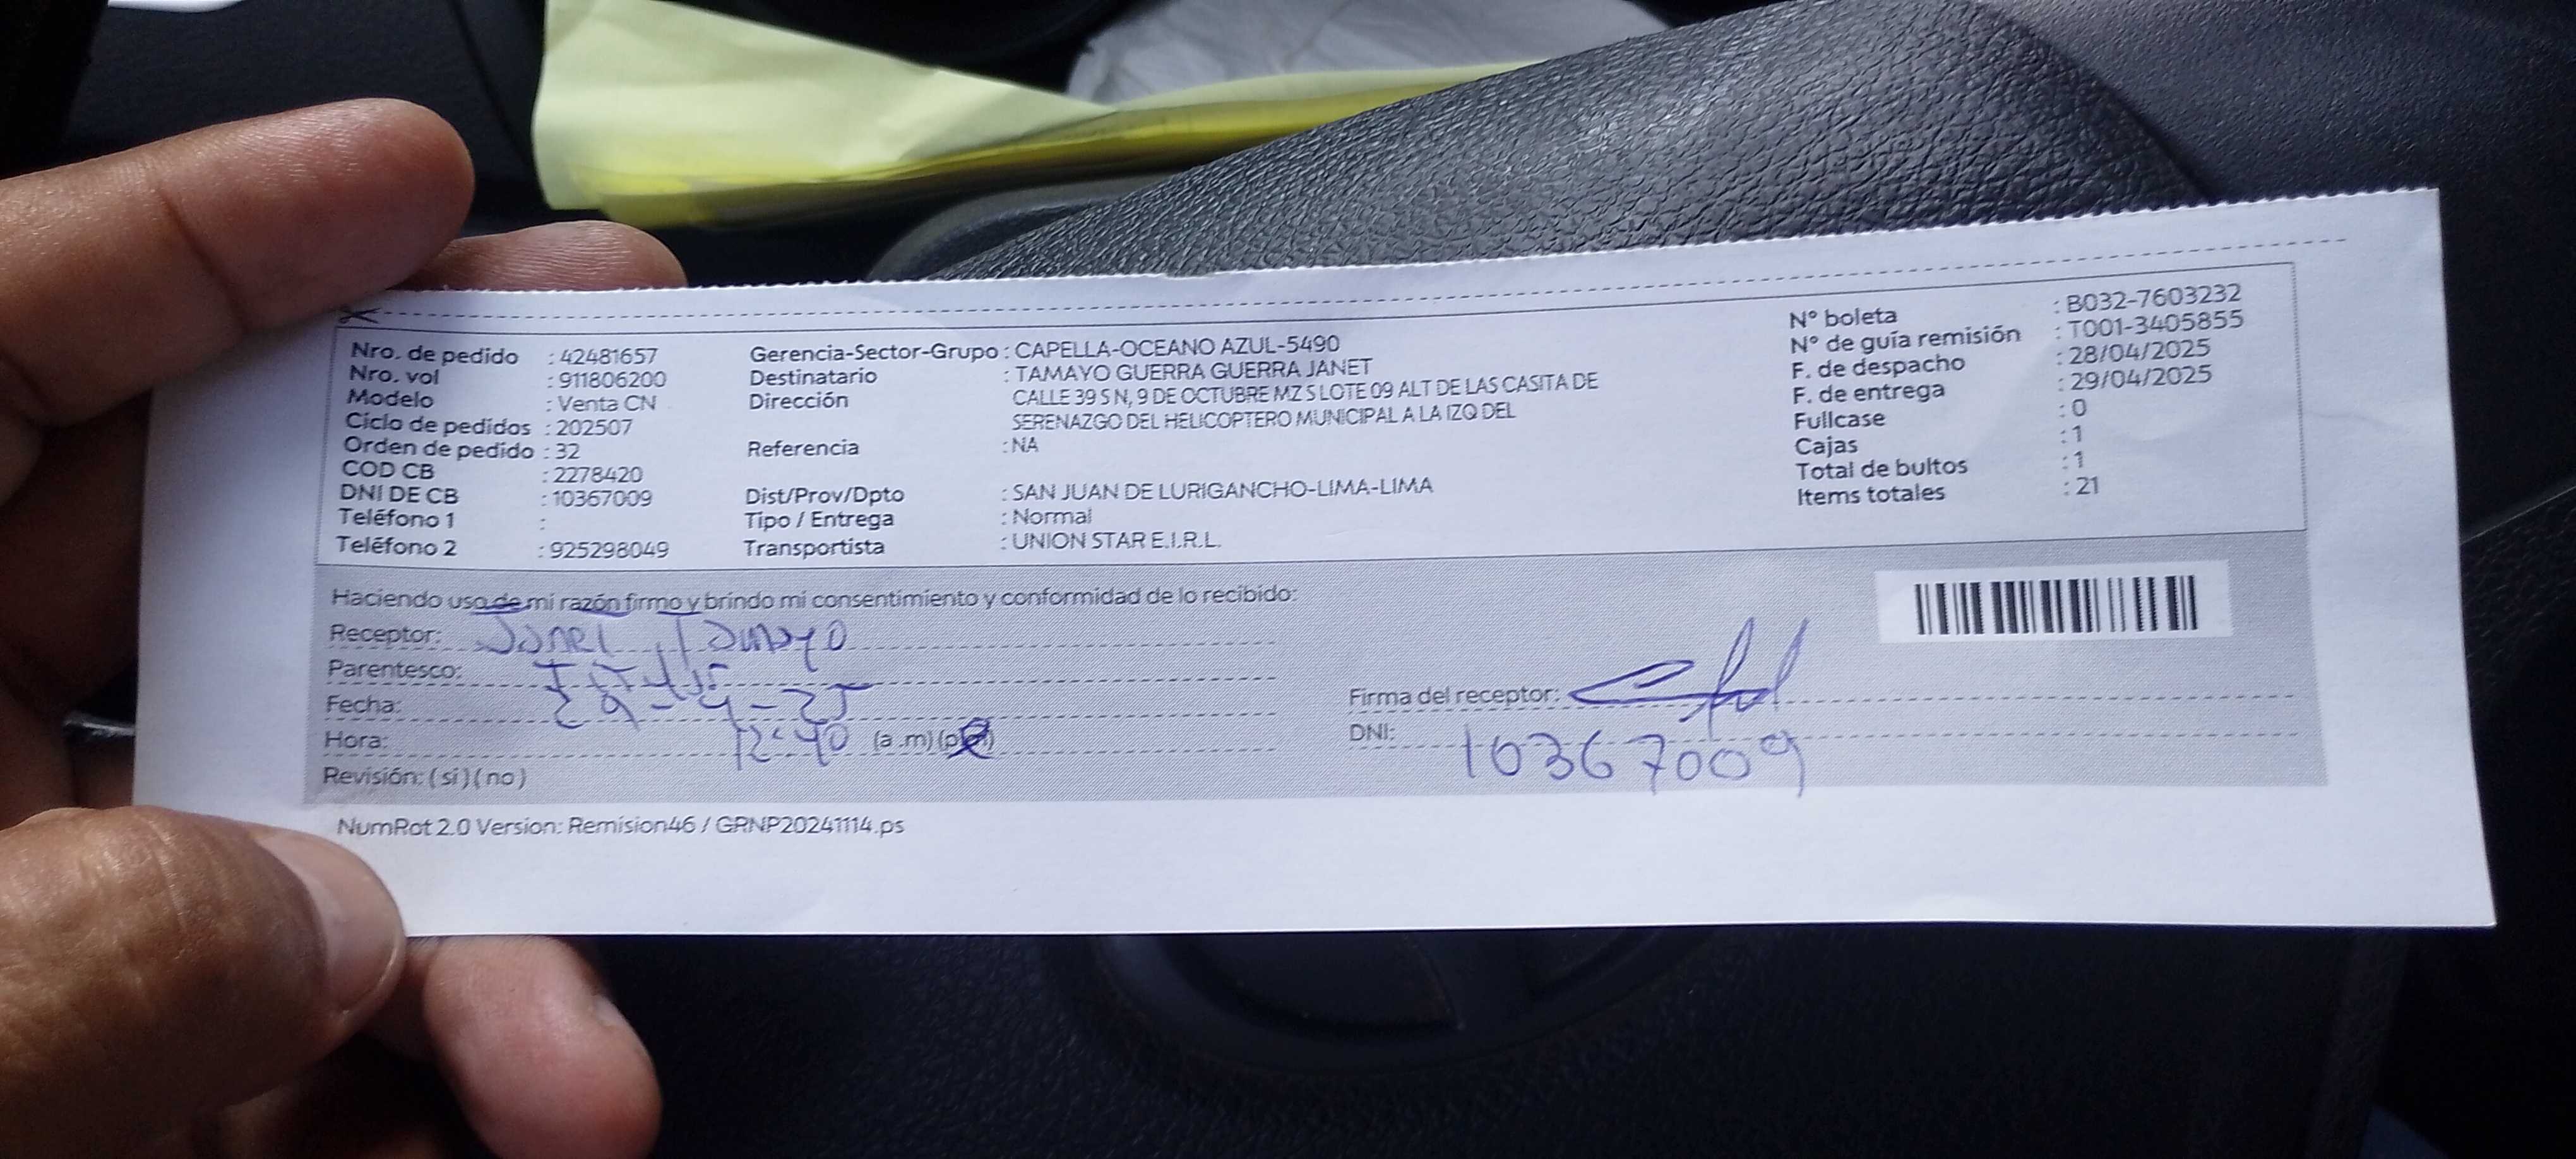 Nro. de pedido : 42481657
Nro. vol : 911806200
Modelo : Venta CN
Ciclo de pedidos : 202507
Orden de pedido : 32
COD CB : 2278420
DNI DE CB : 10367009
Teléfono 1 :
Teléfono 2 : 925298049
Gerencia-Sector-Grupo : CAPELLA-OCEANO AZUL-5490
Destinatario : TAMAYO GUERRA GUERRA JANET
Dirección CALLE 39 S N, 9 DE OCTUBRE MZ S LOTE 09 ALT DE LAS CASITA DE
SERENAZGO DEL HELICOPTERO MUNICIPAL A LA IZQ DEL
Referencia : NA
Dist/Prov/Dpto : SAN JUAN DE LURIGANCHO-LIMA-LIMA
Tipo / Entrega : Normal
Transportista : UNION STAR E.I.R.L.
N° boleta : B032-7603232
N° de guía remisión : T001-3405855
F. de despacho : 28/04/2025
F. de entrega : 29/04/2025
Fullcase : 0
Cajas : 1
Total de bultos : 1
Items totales : 21
Haciendo uso de mi razón firmo y brindo mi consentimiento y conformidad de lo recibido:
Receptor: Janet Tamayo
Parentesco:
Fecha: 29-4-25
Hora: 12:40 (a.m)(p
Revisión: (si)(no)
Firma del receptor:
DNI: 10367009
NumRot 2.0 Version: Remision46 / GRNP20241114.ps